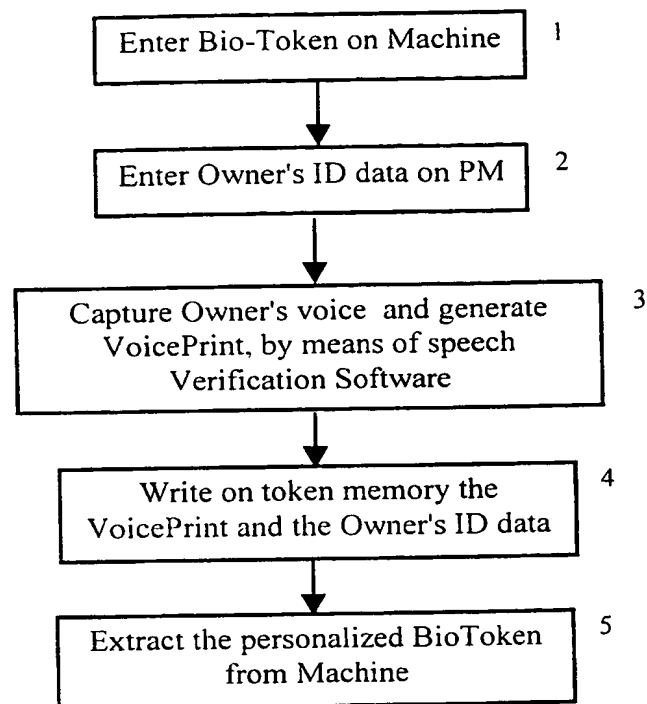 Enter Bio-Token on Machine 1
Enter Owner's ID data on PM 2
Capture Owner's voice and generate 3
VoicePrint, by means of speech
Verification Software
Write on token memory the 4
VoicePrint and the Owner's ID data
Extract the personalized BioToken 5
from Machine